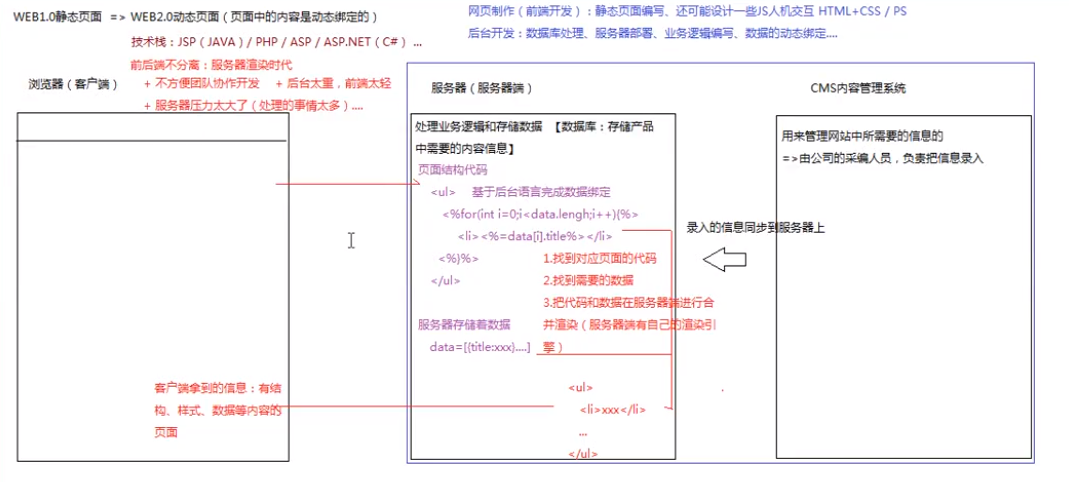 WEB1.0静态页面 => WEB2.0动态页面（页面中的内容是动态绑定的）
技术栈：JSP（JAVA）/ PHP / ASP / ASP.NET（C#）...
前后端不分离：服务器渲染时代
+ 不方便团队协作开发 + 后台太重，前端太轻
+ 服务器压力太大了（处理的事情太多）....
网页制作（前端开发）：静态页面编写、还可能设计一些JS人机交互 HTML+CSS / PS
后台开发：数据库处理、服务器部署、业务逻辑编写、数据的动态绑定....
浏览器（客户端）
服务器（服务器端）
CMS内容管理系统
处理业务逻辑和存储数据 【数据库：存储产品
中需要的内容信息】
页面结构代码
<ul> 基于后台语言完成数据绑定
<%for(int i=0;i<data.lengh;i++){%>
<li><%=data[i].title%></li>
<%}%>
</ul>
1.找到对应页面的代码
2.找到需要的数据
3.把代码和数据在服务器端进行合
并渲染（服务器端有自己的渲染引
擎）
服务器存储着数据
data=[{title:xxx}....]
<ul>
<li>xxx</li>
...
</ul>
客户端拿到的信息：有结
构、样式、数据等内容的
页面
录入的信息同步到服务器上
用来管理网站中所需要的信息的
=>由公司的采编人员，负责把信息录入